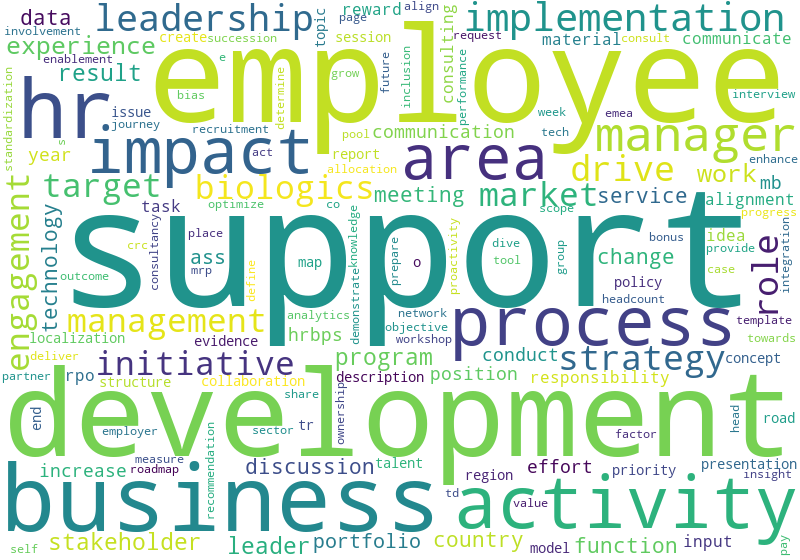 data
leadership
topic
page
reward
align
implementation
involvement
create
succession
session
request
experience
enablement
e
determine
grow
future
inclusion
consulting
performance
material
consult
communicate
employee
result
bias
interview
hr
standardization
issue
journey
recruitment
week
emea
s
communication
tech
manager
impact
act
pool
report
area
enhance
year
allocation
drive
work
target
biologics
meeting
market
service
mb
engagement
optimize
co
scope
alignment
technology
task
knowledge
progress
support
consultancy
place
dive
group
bonus
idea
provide
integration
crc
ass
mrp
map
prepare
o
proactivity
tool
change
case
role
outcome
define
analytics
demonstrate
policy
headcount
management
evidence
hrbps
network
objective
workshop
process
template
towards
localization
deliver
initiative
program
conduct
strategy
concept
partner
rpo
structure
collaboration
description
position
responsibility
development
share
ownership
end
employer
recommendation
sector
tr
factor
head
road
measure
increase
roadmap
discussion
talent
region
effort
priority
presentation
insight
business
td
value
activity
self
stakeholder
leader
portfolio
country
model
function
input
pay